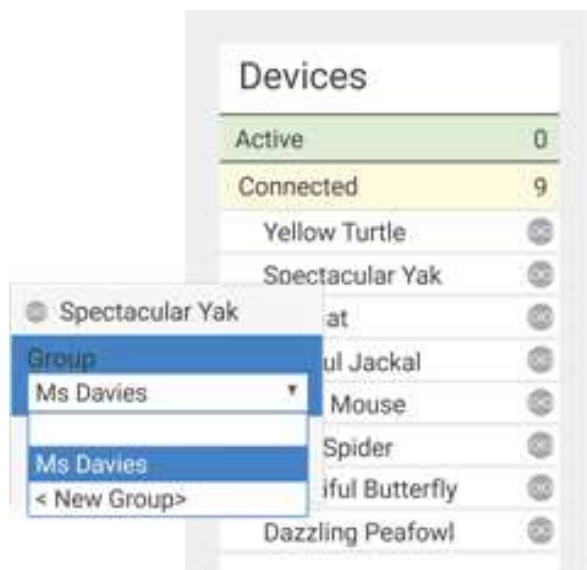 Devices
Active 0
Connected 9
Yellow Turtle
Spectacular Yak
at
ul Jackal
Mouse
Spider
iful Butterfly
Dazzling Peafowl
Spectacular Yak
Group
Ms Davies
Ms Davies
< New Group>